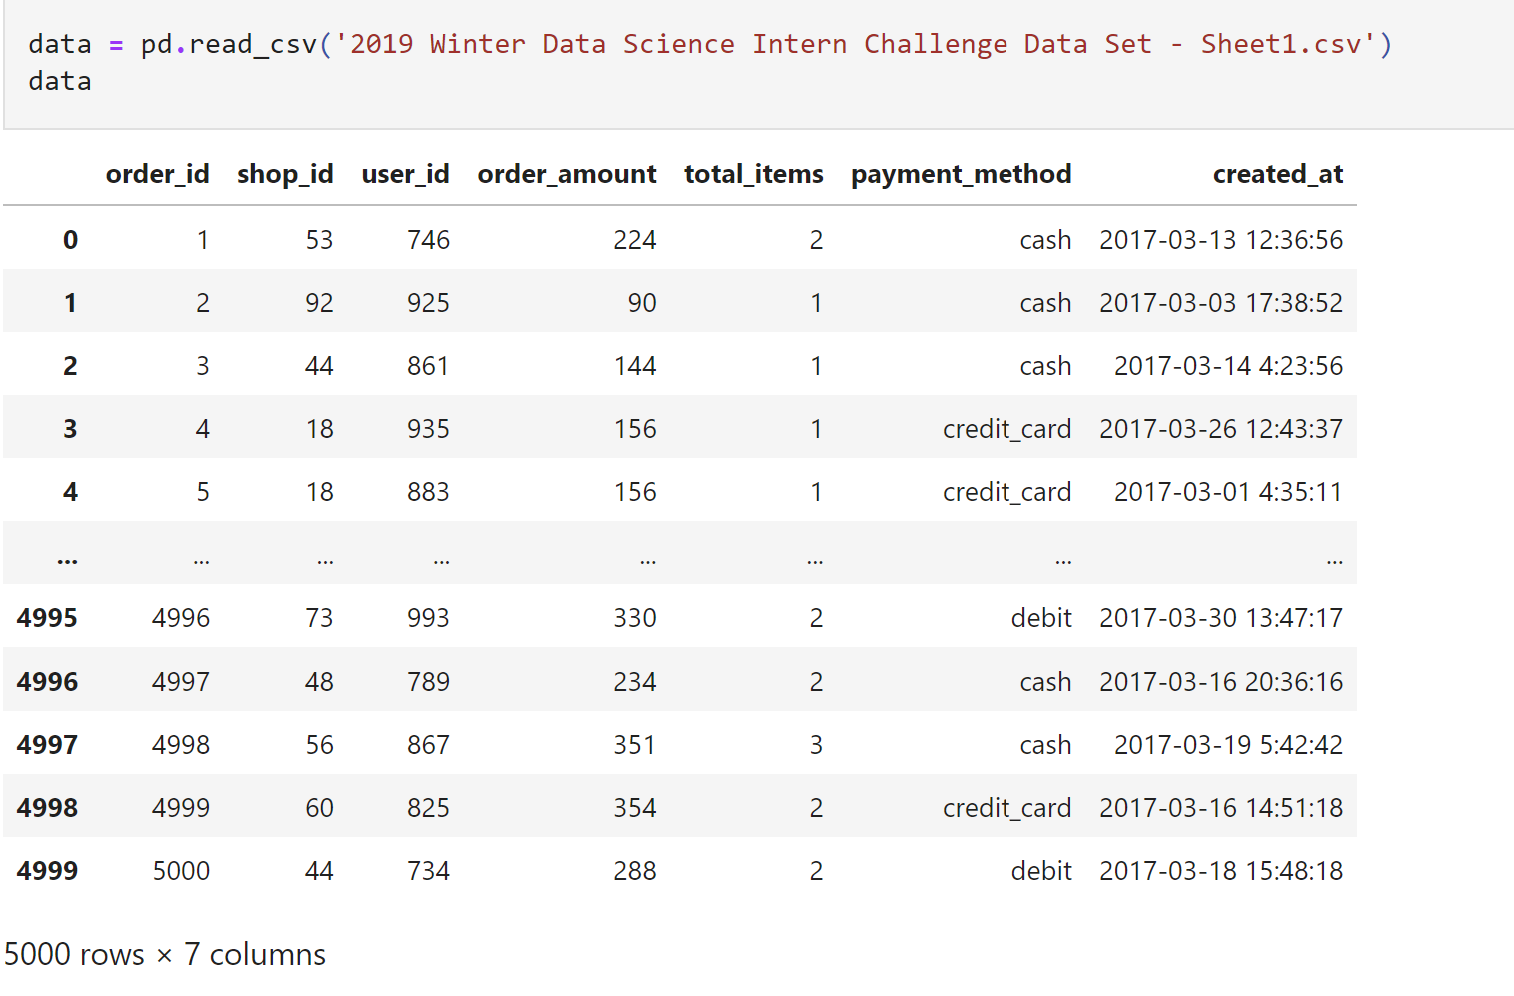 data = pd.read_csv('2019 Winter Data Science Intern Challenge Data Set - Sheet1.csv')
data
order_id shop_id user_id order_amount total_items payment_method created_at
0 1 53 746 224 2 cash 2017-03-13 12:36:56
1 2 92 925 90 1 cash 2017-03-03 17:38:52
2 3 44 861 144 1 cash 2017-03-14 4:23:56
3 4 18 935 156 1 credit_card 2017-03-26 12:43:37
4 5 18 883 156 1 credit_card 2017-03-01 4:35:11
... ... ... ... ... ... ... ...
4995 4996 73 993 330 2 debit 2017-03-30 13:47:17
4996 4997 48 789 234 2 cash 2017-03-16 20:36:16
4997 4998 56 867 351 3 cash 2017-03-19 5:42:42
4998 4999 60 825 354 2 credit_card 2017-03-16 14:51:18
4999 5000 44 734 288 2 debit 2017-03-18 15:48:18
5000 rows × 7 columns